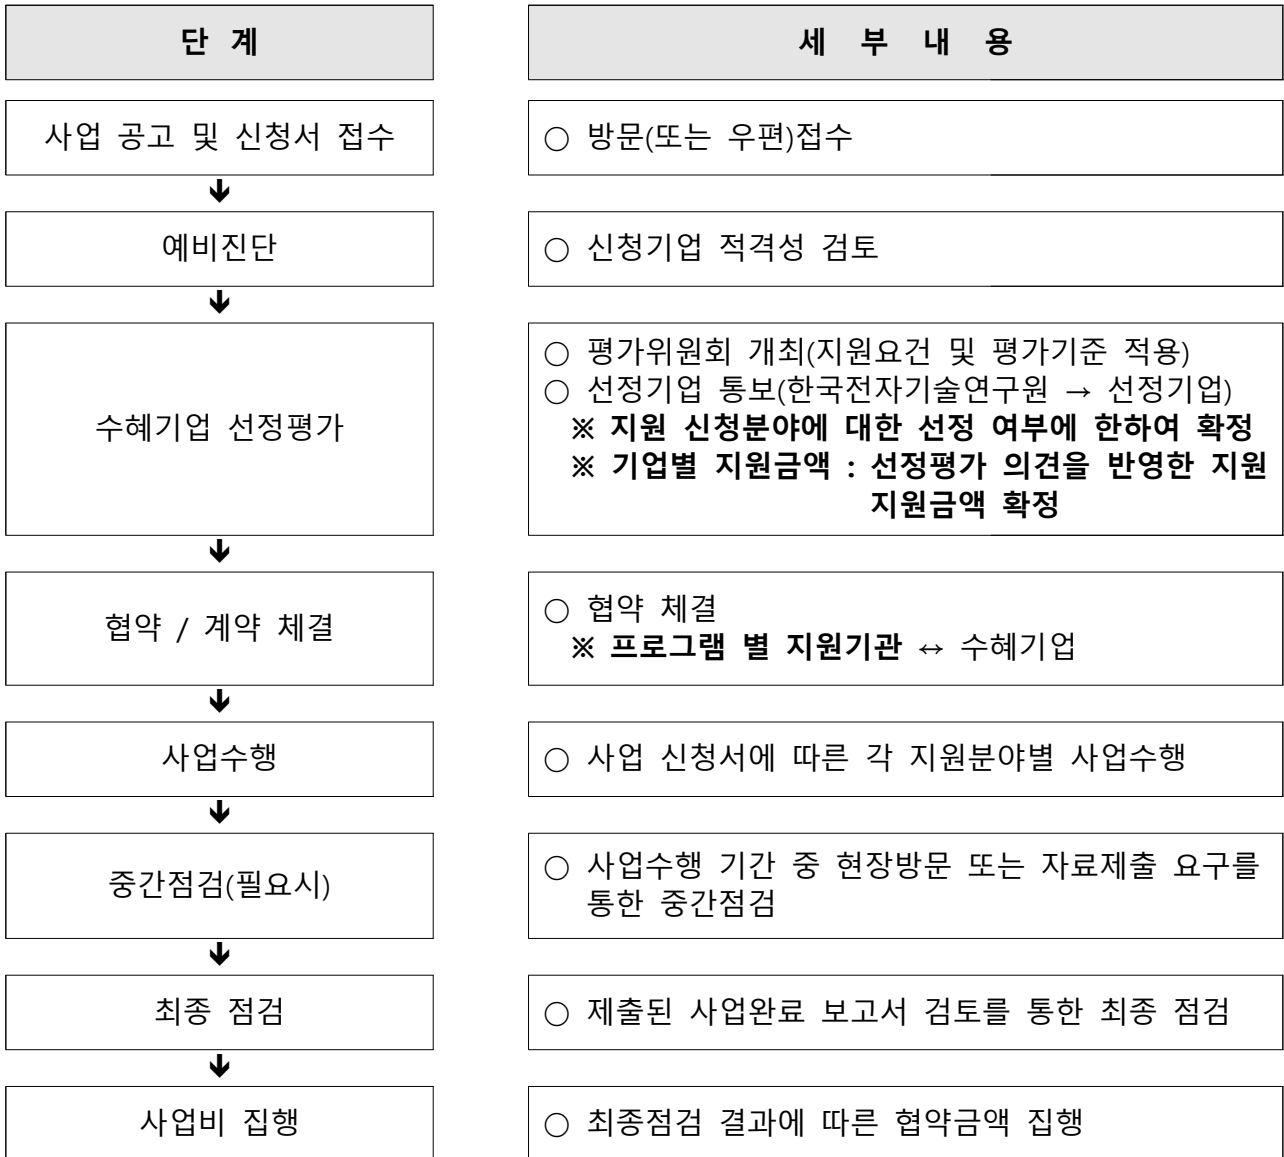 단 계
세 부 내 용
사업 공고 및 신청서 접수
○ 방문(또는 우편)접수
🡻
예비진단
○ 신청기업 적격성 검토
🡻
수혜기업 선정평가
○ 평가위원회 개최(지원요건 및 평가기준 적용)
○ 선정기업 통보(한국전자기술연구원 → 선정기업)
※ 지원 신청분야에 대한 선정 여부에 한하여 확정
※ 기업별 지원금액 : 선정평가 의견을 반영한 지원
지원금액 확정
🡻
협약 / 계약 체결
○ 협약 체결
※ 프로그램 별 지원기관 ↔ 수혜기업
🡻
사업수행
○ 사업 신청서에 따른 각 지원분야별 사업수행
🡻
중간점검(필요시)
○ 사업수행 기간 중 현장방문 또는 자료제출 요구를
통한 중간점검
🡻
최종 점검
○ 제출된 사업완료 보고서 검토를 통한 최종 점검
🡻
사업비 집행
○ 최종점검 결과에 따른 협약금액 집행